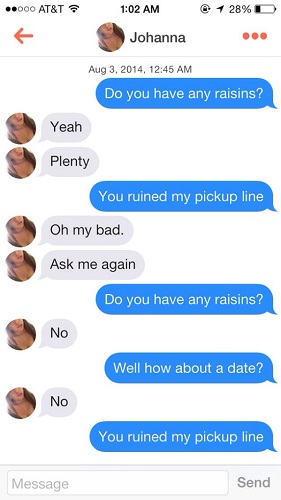 AT&T 1:02 AM 28%
Johanna
Aug 3, 2014, 12:45 AM
Do you have any raisins?
Yeah
Plenty
You ruined my pickup line
Oh my bad.
Ask me again
Do you have any raisins?
No
Well how about a date?
No
You ruined my pickup line
Message Send